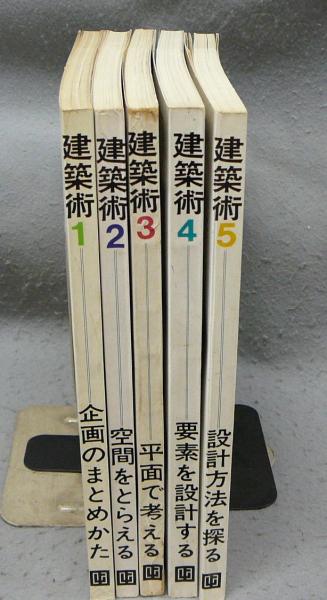 建築術
1
企画のまとめかた
建築術
2
空間をとらえる
建築術
3
平面で考える
建築術
4
要素を設計する
建築術
5
設計方法を探る